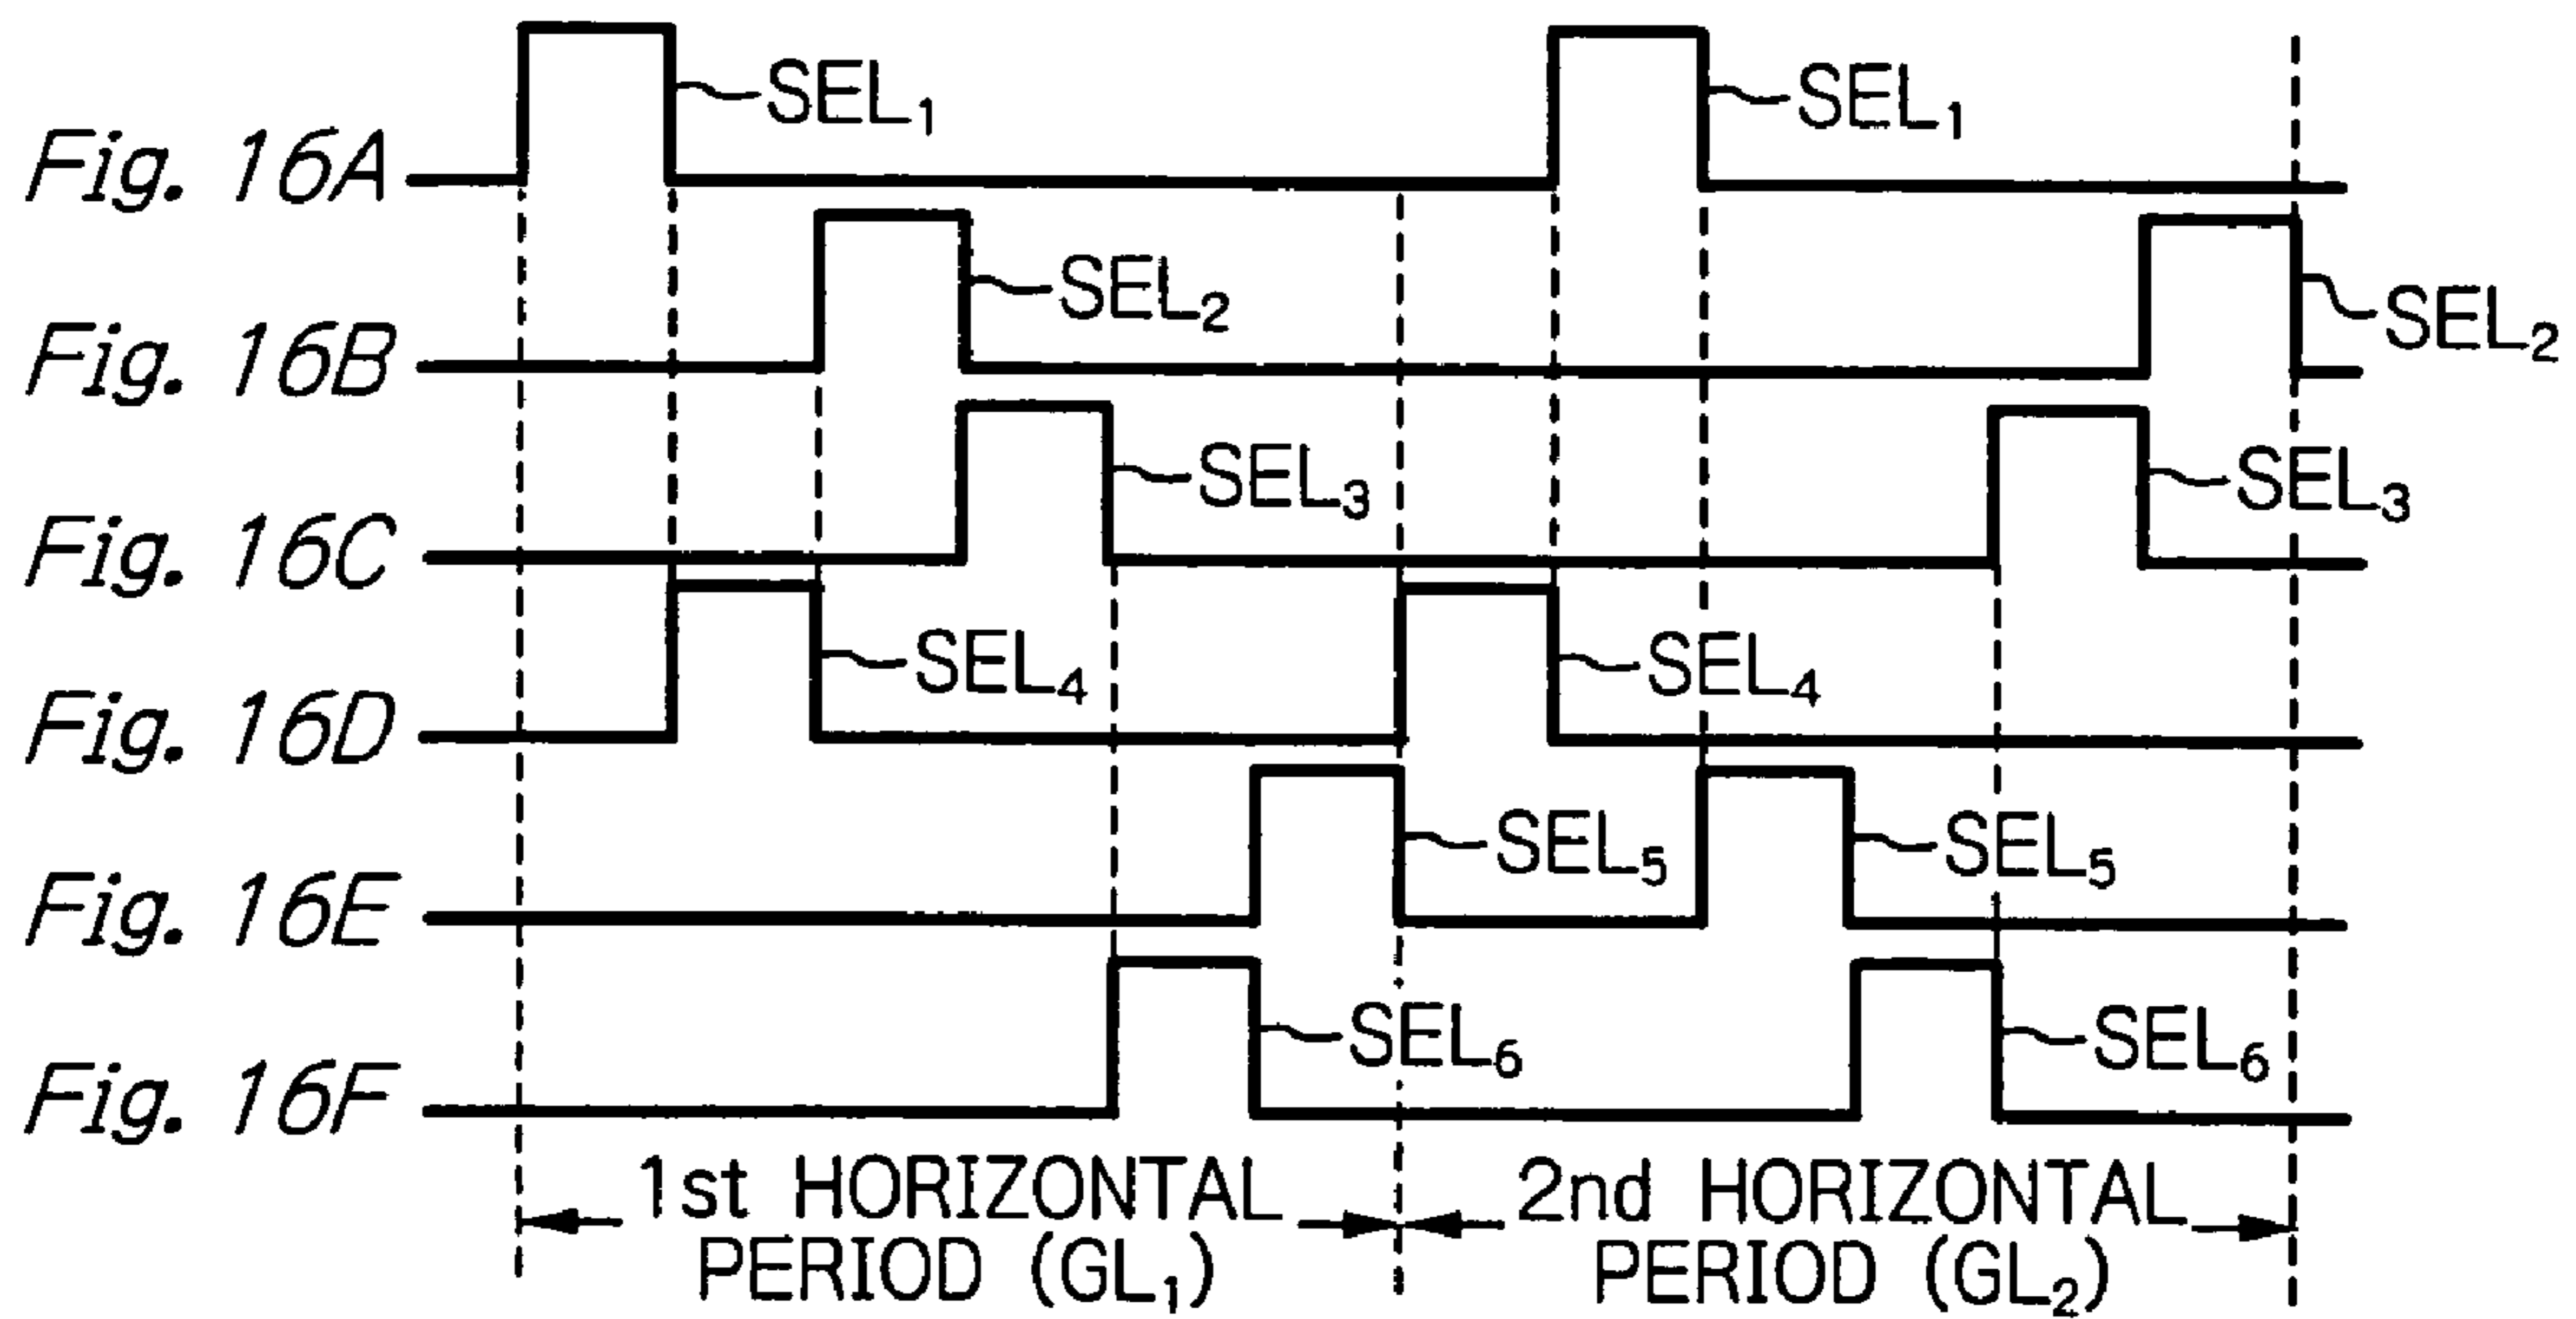 Fig. 16A SEL1 SEL1
Fig. 16B SEL2 SEL2
Fig. 16C SEL3 SEL3
Fig. 16D SEL4 SEL4
Fig. 16E SEL5 SEL5
Fig. 16F SEL6 SEL6
1st HORIZONTAL
PERIOD (GL1)
2nd HORIZONTAL
PERIOD (GL2)